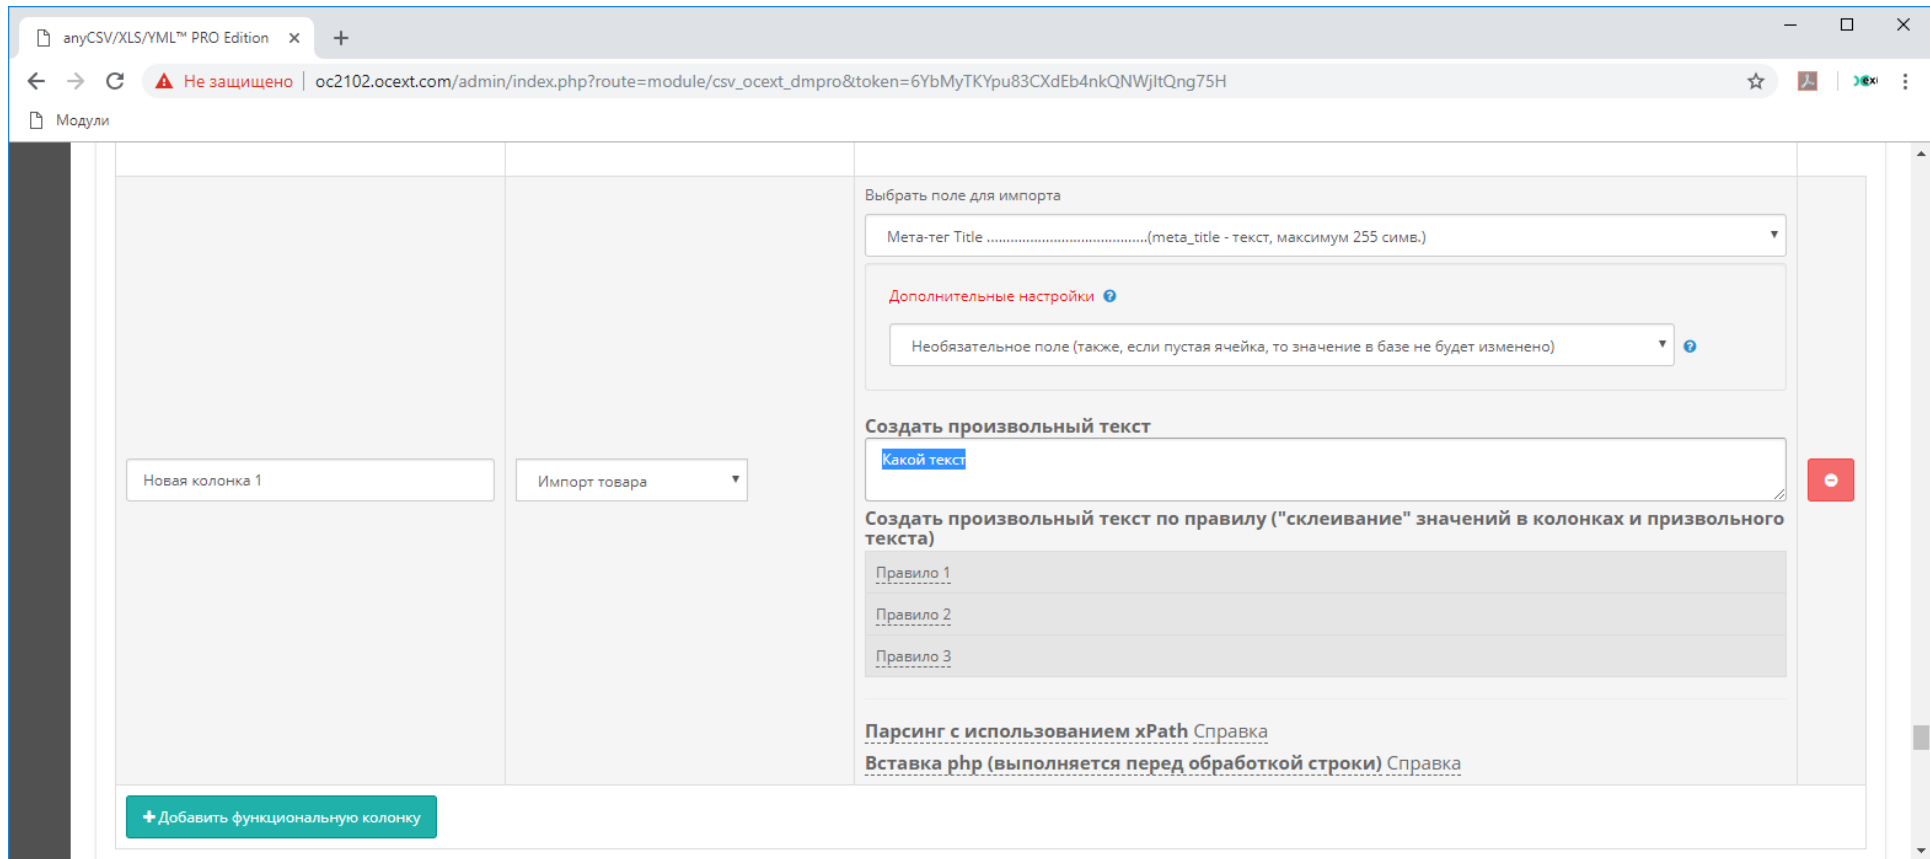 anyCSV/XLS/YML™ PRO Edition
Не защищено oc2102.ocext.com/admin/index.php?route=module/csv_ocext_dmpro&token=6YbMyTKYpu83CXdEb4nkQNWjItQng75H
Модули
Выбрать поле для импорта
Мета-тег Title .........................................(meta_title - текст, максимум 255 симв.)
Дополнительные настройки
Необязательное поле (также, если пустая ячейка, то значение в базе не будет изменено)
Создать произвольный текст
Какой текст
Новая колонка 1
Импорт товара
Создать произвольный текст по правилу ("склеивание" значений в колонках и призвольного
текста)
Правило 1
Правило 2
Правило 3
Парсинг с использованием xPath Справка
Вставка php (выполняется перед обработкой строки) Справка
Добавить функциональную колонку